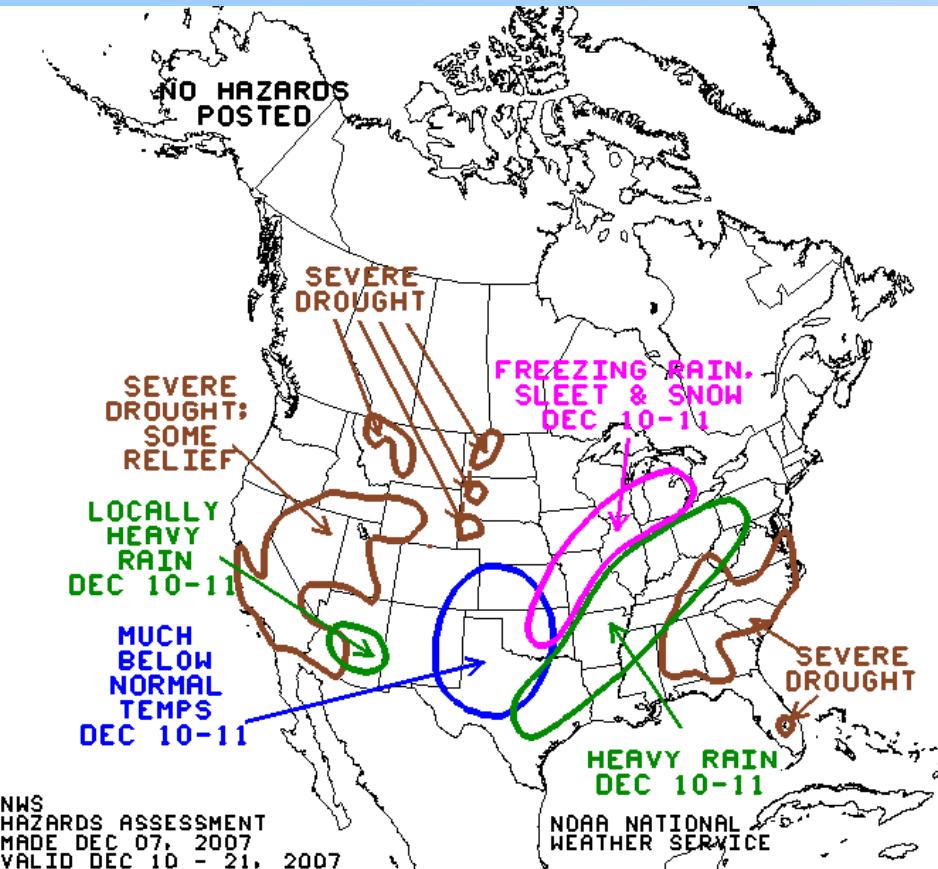 NO HAZARDS
POSTED
SEVERE
DROUGHT
FREEZING RAIN,
SLEET & SNOW
DEC 10-11
SEVERE
DROUGHT;
SOME
RELIEF
LOCALLY
HEAVY
RAIN
DEC 10-11
MUCH
BELOW
NORMAL
TEMPS
DEC 10-11
SEVERE
DROUGHT
HEAVY RAIN
DEC 10-11
NWS
HAZARDS ASSESSMENT
MADE DEC 07, 2007
VALID DEC 10 - 21, 2007
NOAA NATIONAL
WEATHER SERVICE